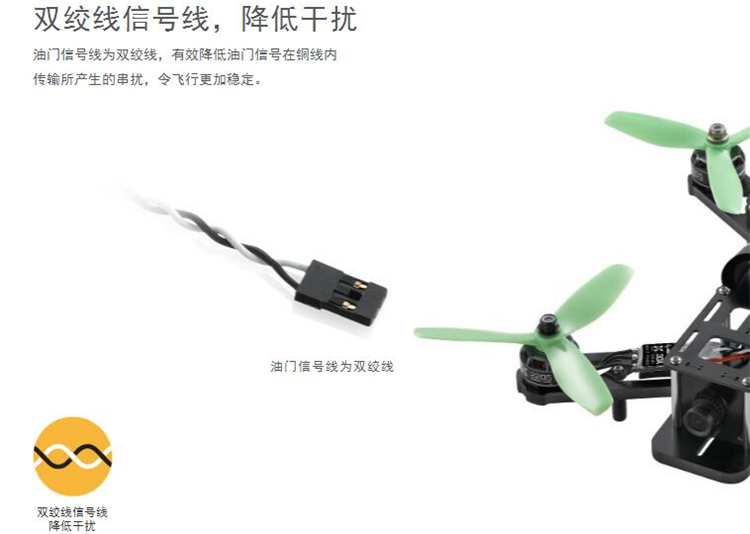 双绞线信号线，降低干扰
油门信号线为双绞线，有效降低油门信号在铜线内
传输所产生的串扰，令飞行更加稳定。
油门信号线为双绞线
双绞线信号线
降低干扰